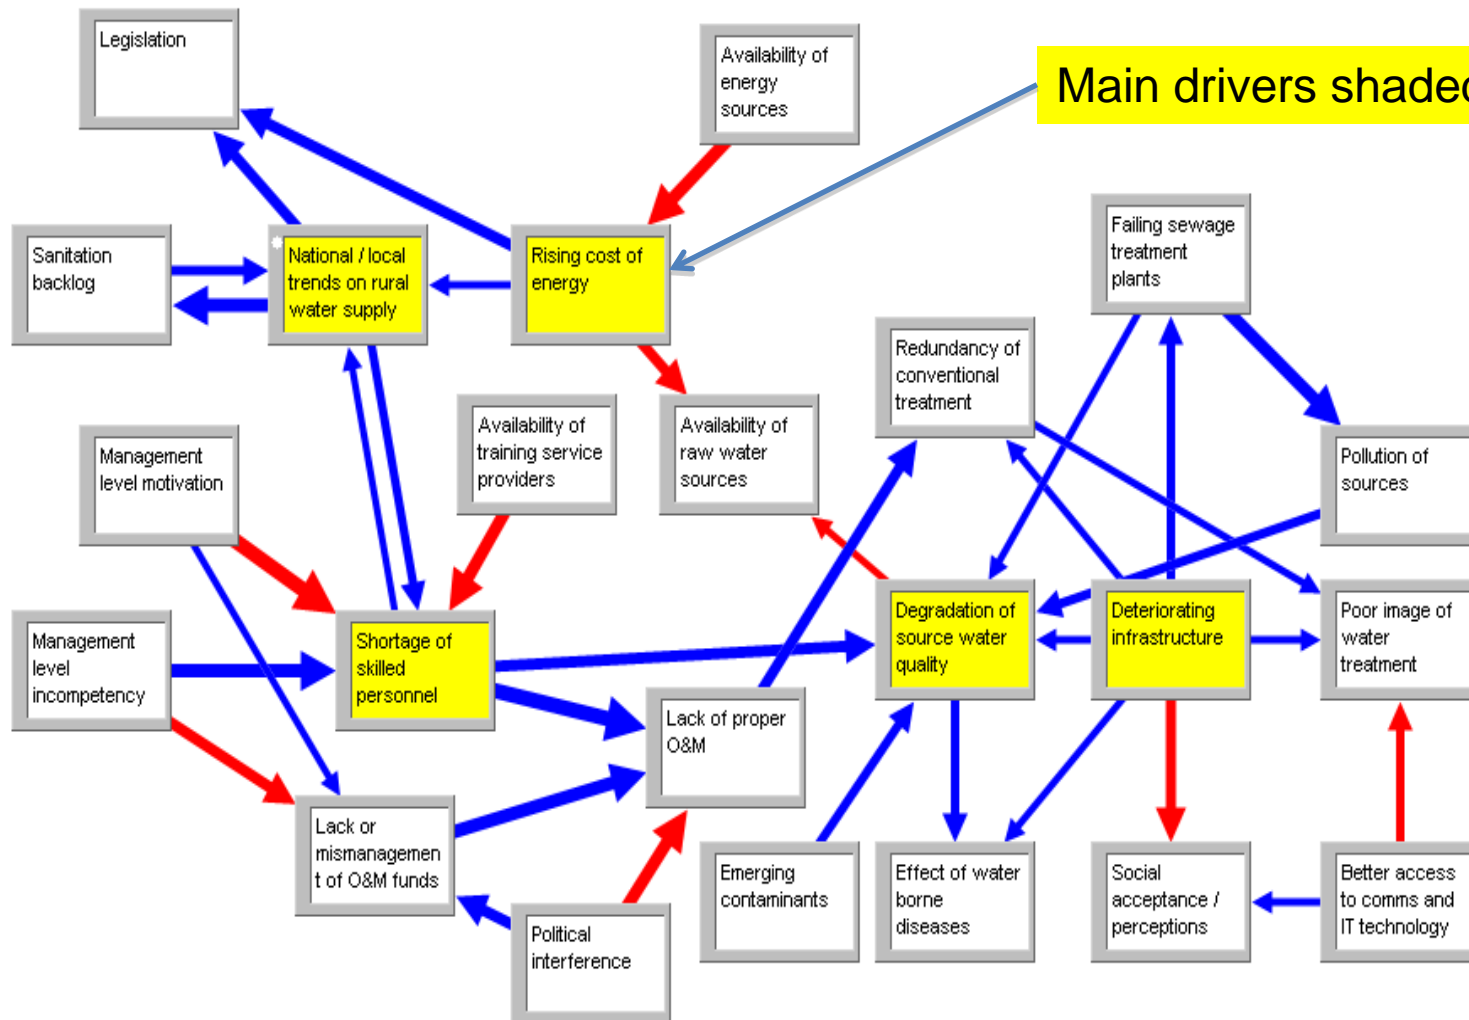 Legislation
Availability of
energy
sources
Main drivers shaded
Sanitation
backlog
National / local
trends on rural
water supply
Rising cost of
energy
Failing sewage
treatment
plants
Redundancy of
conventional
treatment
Management
level motivation
Availability of
training service
providers
Availability of
raw water
sources
Pollution of
sources
Management
level
incompetency
Shortage of
skilled
personnel
Degradation of
source water
quality
Deteriorating
infrastructure
Poor image of
water
treatment
Lack of proper
O&M
Lack or
mismanagemen
t of O&M funds
Political
interference
Emerging
contaminants
Effect of water
borne
diseases
Social
acceptance /
perceptions
Better access
to comms and
IT technology